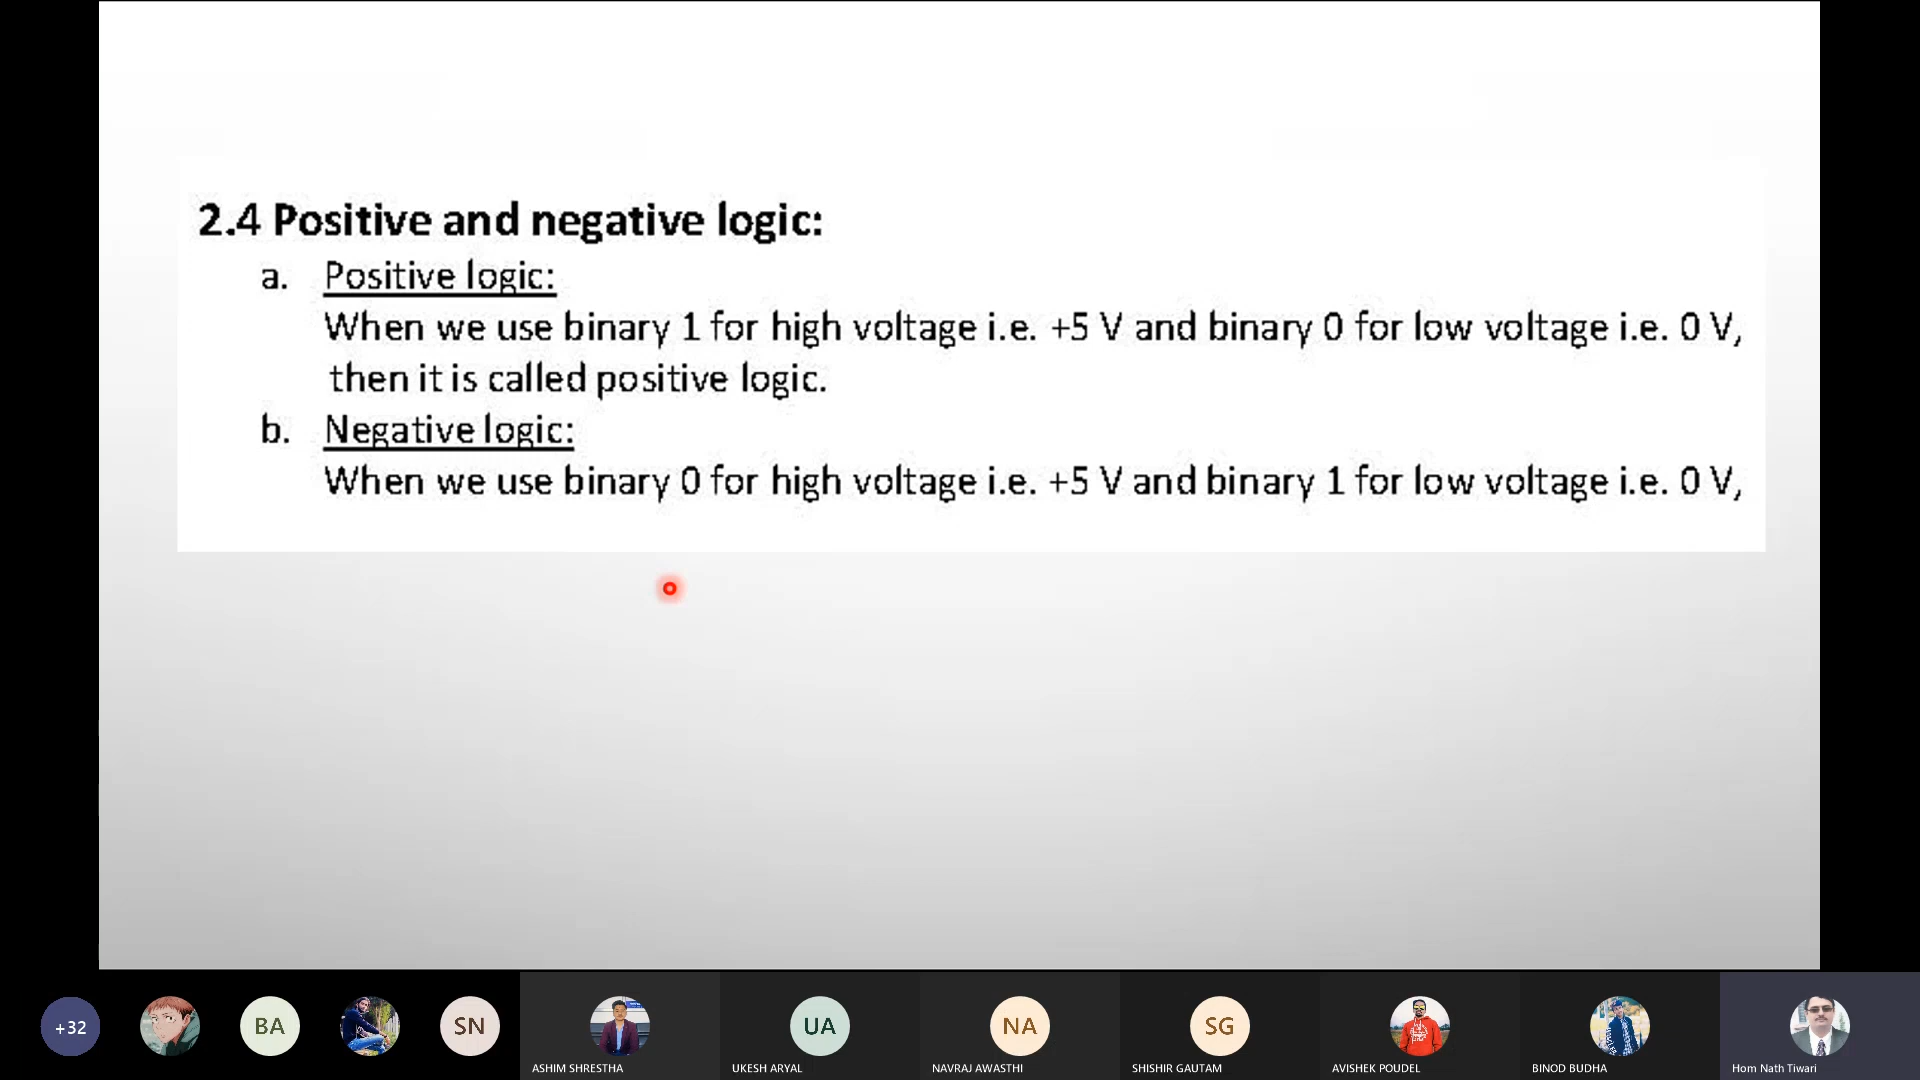 2.4 Positive and negative logic:
a. Positive logic:
When we use binary 1 for high voltage i.e. +5 V and binary 0 for low voltage i.e. 0 V,
then it is called positive logic.
b. Negative logic:
When we use binary 0 for high voltage i.e. +5 V and binary 1 for low voltage i.e. 0 V,
+32 BA SN UA NA SG
ASHIM SHRESTHA UKESH ARYAL NAVRAJ AWASTHI SHISHIR GAUTAM AVISHEK POUDEL BINOD BUDHA Hom Nath Tiwari